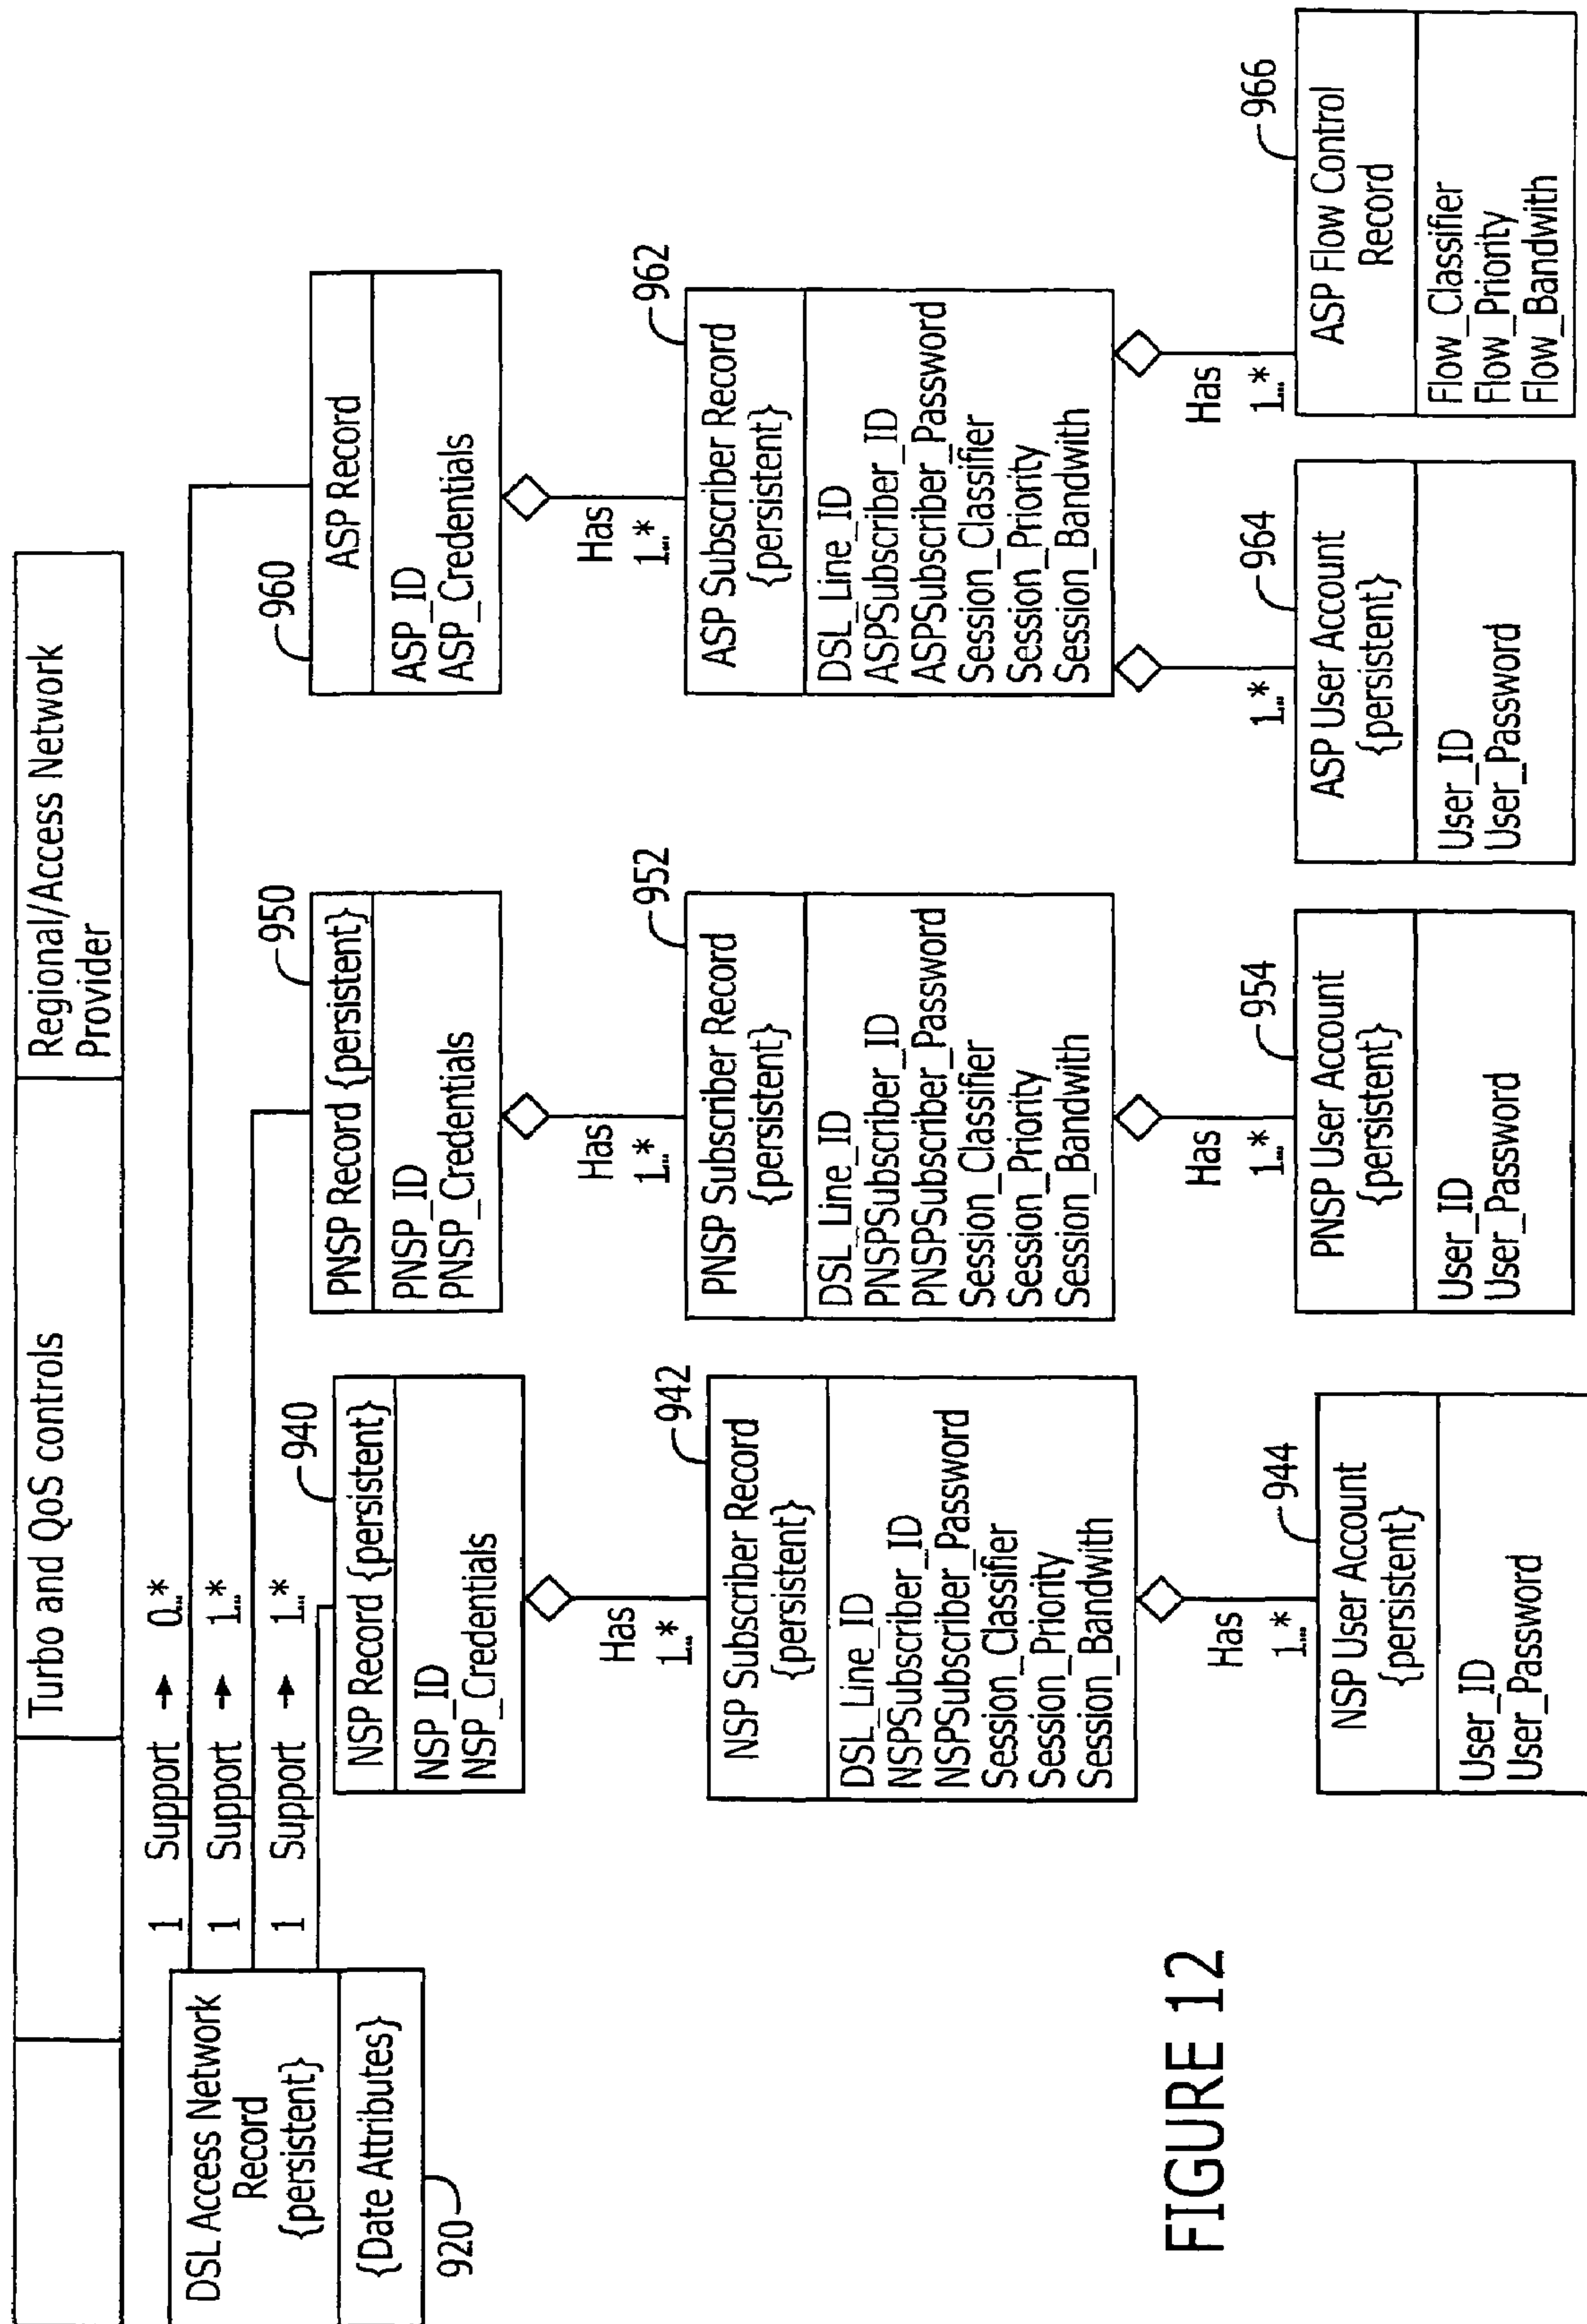 Turbo and QoS controls
Regional/Access Network
Provider
1 Support → 0..*
1 Support → 1..*
1 Support → 1..*
DSL Access Network
Record
{persistent}
{Date Attributes}
920
940
NSP Record {persistent}
NSP_ID
NSP_Credentials
Has
1..*
942
NSP Subscriber Record
{persistent}
DSL_Line_ID
NSPSubscriber_ID
NSPSubscriber_Password
Session_Classifier
Session_Priority
Session_Bandwith
Has
1..*
944
NSP User Account
{persistent}
User_ID
User_Password
950
PNSP Record {persistent}
PNSP_ID
PNSP_Credentials
Has
1..*
952
PNSP Subscriber Record
{persistent}
DSL_Line_ID
PNSPSubscriber_ID
PNSPSubscriber_Password
Session_Classifier
Session_Priority
Session_Bandwith
Has
1..*
954
PNSP User Account
{persistent}
User_ID
User_Password
960
ASP Record
ASP_ID
ASP_Credentials
Has
1..*
962
ASP Subscriber Record
{persistent}
DSL_Line_ID
ASPSubscriber_ID
ASPSubscriber_Password
Session_Classifier
Session_Priority
Session_Bandwith
1..*
964
ASP User Account
{persistent}
User_ID
User_Password
Has
1..*
966
ASP Flow Control
Record
Flow_Classifier
Flow_Priority
Flow_Bandwith
FIGURE 12